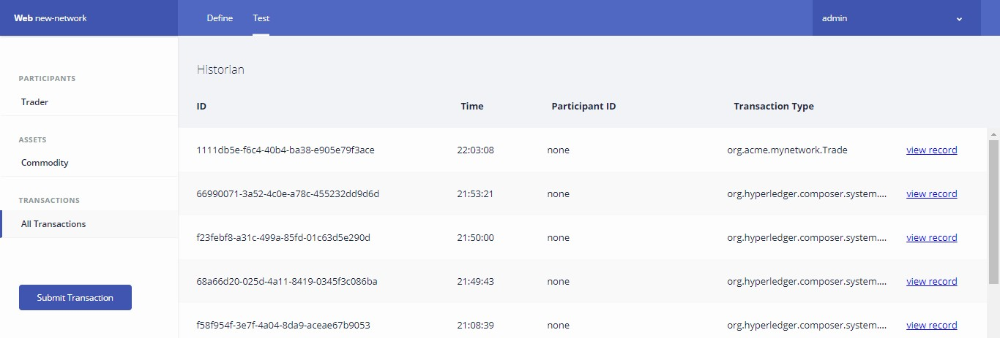 Web new-network
Define
Test
admin
PARTICIPANTS
Trader
ASSETS
Commodity
TRANSACTIONS
All Transactions
Submit Transaction
Historian
ID Time Participant ID Transaction Type
1111db5e-f6c4-40b4-ba38-e905e79f3ace 22:03:08 none org.acme.mynetwork.Trade view record
66990071-3a52-4c0e-a78c-455232dd9d6d 21:53:21 none org.hyperledger.composer.system.... view record
f23febf8-a31c-499a-85fd-01c63d5e290d 21:50:00 none org.hyperledger.composer.system.... view record
68a66d20-025d-4a11-8419-0345f3c086ba 21:49:43 none org.hyperledger.composer.system.... view record
f58f954f-3e7f-4a04-8da9-aceae67b9053 21:08:39 none org.hyperledger.composer.system.... view record